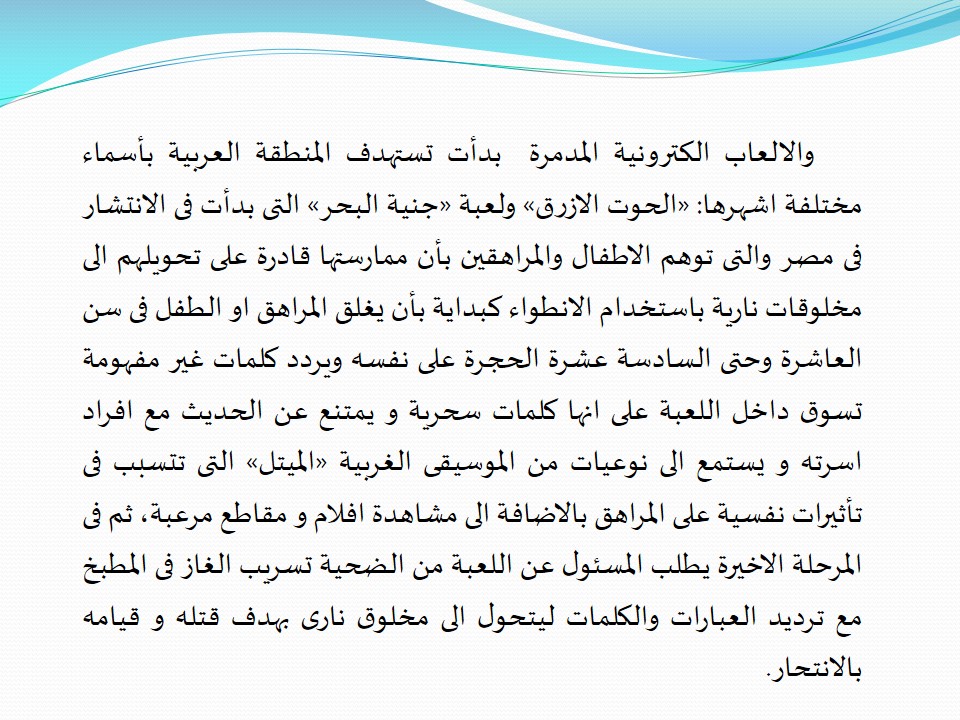 والالعاب الكترونية المدمرة بدأت تستهدف المنطقة العربية بأسماء
مختلفة اشهرها: «الحوت الازرق» ولعبة «جنية البحر» التى بدأت فى الانتشار
فى مصر والتى توهم الاطفال والمراهقين بأن ممارستها قادرة على تحويلهم الى
مخلوقات نارية باستخدام الانطواء كبداية بأن يغلق المراهق او الطفل فى سن
العاشرة وحتى السادسة عشرة الحجرة على نفسه ويردد كلمات غير مفهومة
تسوق داخل اللعبة على انها كلمات سحرية و يمتنع عن الحديث مع افراد
اسرته و يستمع الى نوعيات من الموسيقى الغربية «الميتل» التى تتسبب فى
تأثيرات نفسية على المراهق بالاضافة الى مشاهدة افلام و مقاطع مرعبة، ثم فى
المرحلة الاخيرة يطلب المسئول عن اللعبة من الضحية تسريب الغاز فى المطبخ
مع ترديد العبارات والكلمات ليتحول الى مخلوق نارى بهدف قتله و قيامه
بالانتحار.